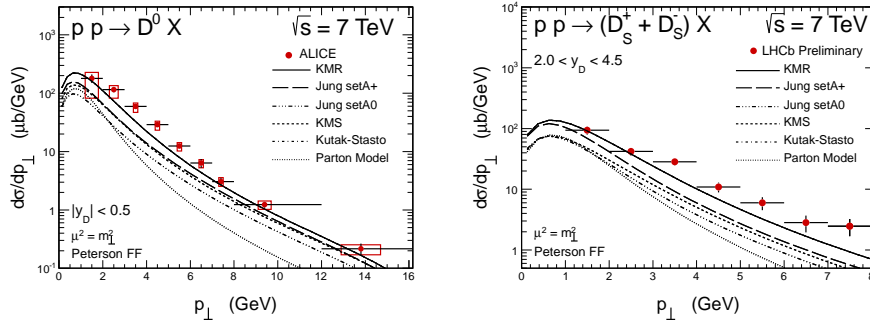 p p → D⁰ X
√s = 7 TeV
ALICE
KMR
Jung setA+
Jung setA0
KMS
Kutak-Stasto
Parton Model
|y_D| < 0.5
μ² = m²_⊥
Peterson FF
dσ/dp_⊥ (μb/GeV)
10³
10²
10
1
10⁻¹
0 2 4 6 8 10 12 14 16
p_⊥ (GeV)
p p → (D⁺_S + D⁻_S) X
√s = 7 TeV
2.0 < y_D < 4.5
LHCb Preliminary
KMR
Jung setA+
Jung setA0
KMS
Kutak-Stasto
Parton Model
μ² = m²_⊥
Peterson FF
dσ/dp_⊥ (μb/GeV)
10⁴
10³
10²
10
1
0 1 2 3 4 5 6 7 8
p_⊥ (GeV)